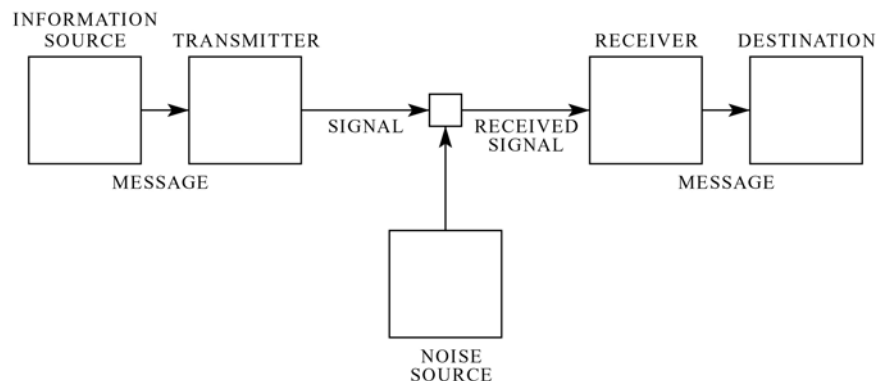 INFORMATION
SOURCE
TRANSMITTER
RECEIVER
DESTINATION
SIGNAL
RECEIVED
SIGNAL
MESSAGE
MESSAGE
NOISE
SOURCE